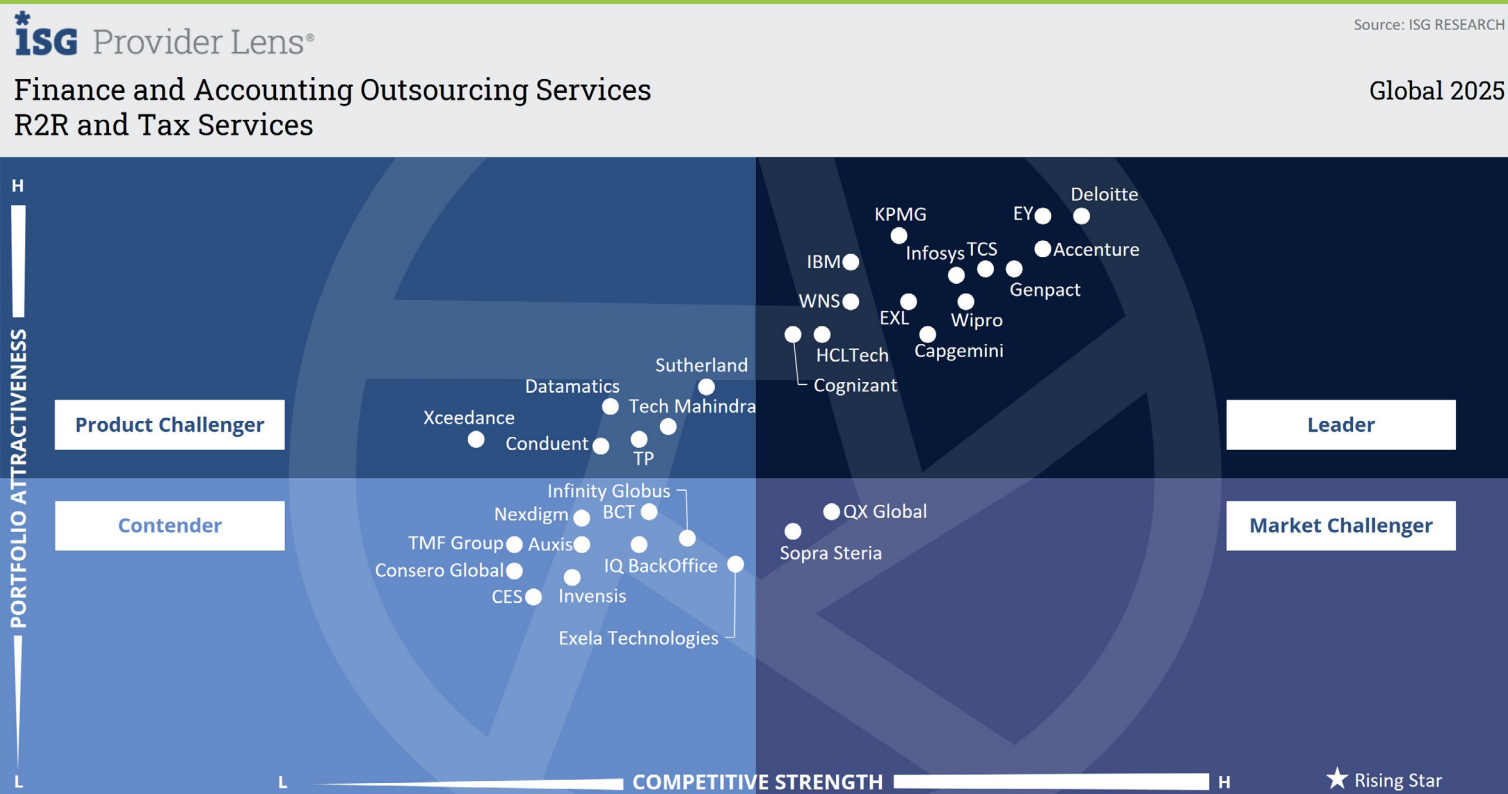 Source: ISG RESEARCH
ISG Provider Lens®
Finance and Accounting Outsourcing Services
Global 2025
R2R and Tax Services
H
PORTFOLIO ATTRACTIVENESS
L
Product Challenger
Leader
Contender
Market Challenger
Deloitte
KPMG
EY
Infosys
TCS
Accenture
IBM
Genpact
WNS
EXL
Wipro
HCLTech
Capgemini
Cognizant
Sutherland
Datamatics
Tech Mahindra
Xceedance
Conduent
TP
Infinity Globus
Nexdigm
BCT
QX Global
TMF Group
Auxis
Sopra Steria
Consero Global
IQ BackOffice
CES
Invensis
Exela Technologies
L
COMPETITIVE STRENGTH
H
Rising Star